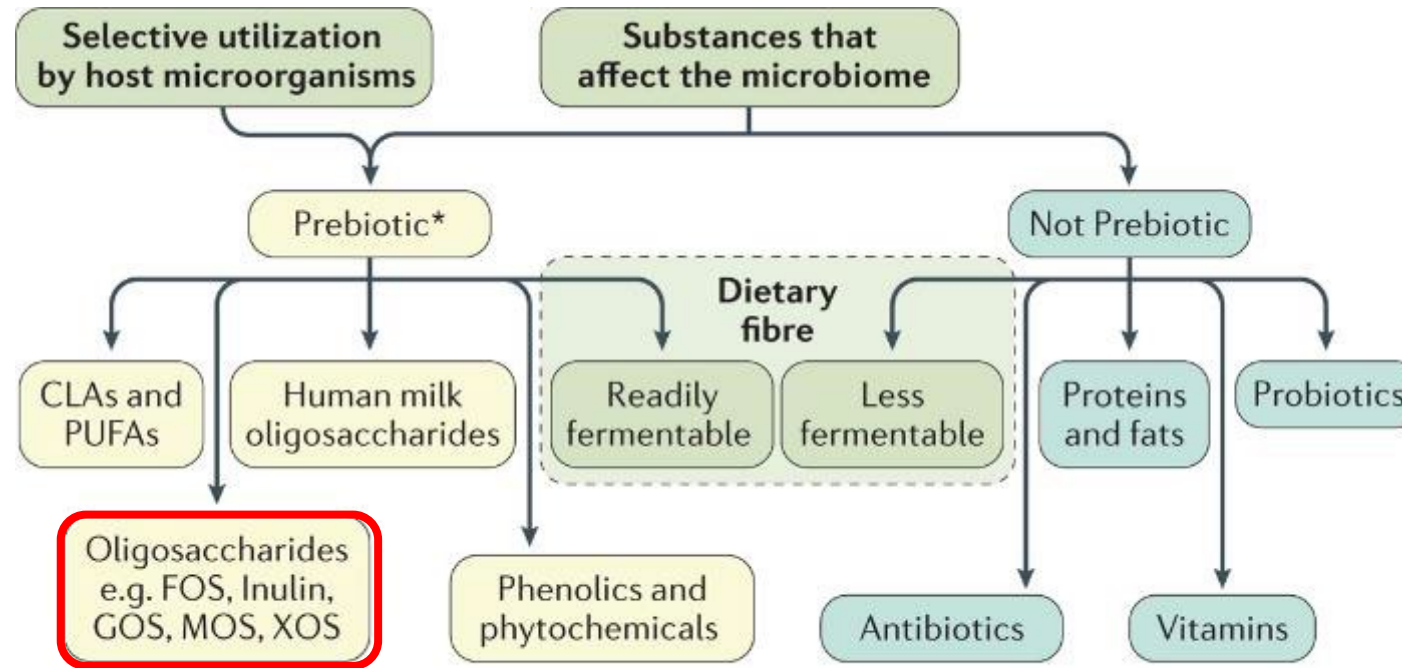 Selective utilization
by host microorganisms
Substances that
affect the microbiome
Prebiotic*
Not Prebiotic
Dietary
fibre
CLAs and
PUFAs
Human milk
oligosaccharides
Readily
fermentable
Less
fermentable
Proteins
and fats
Probiotics
Oligosaccharides
e.g. FOS, Inulin,
GOS, MOS, XOS
Phenolics and
phytochemicals
Antibiotics
Vitamins